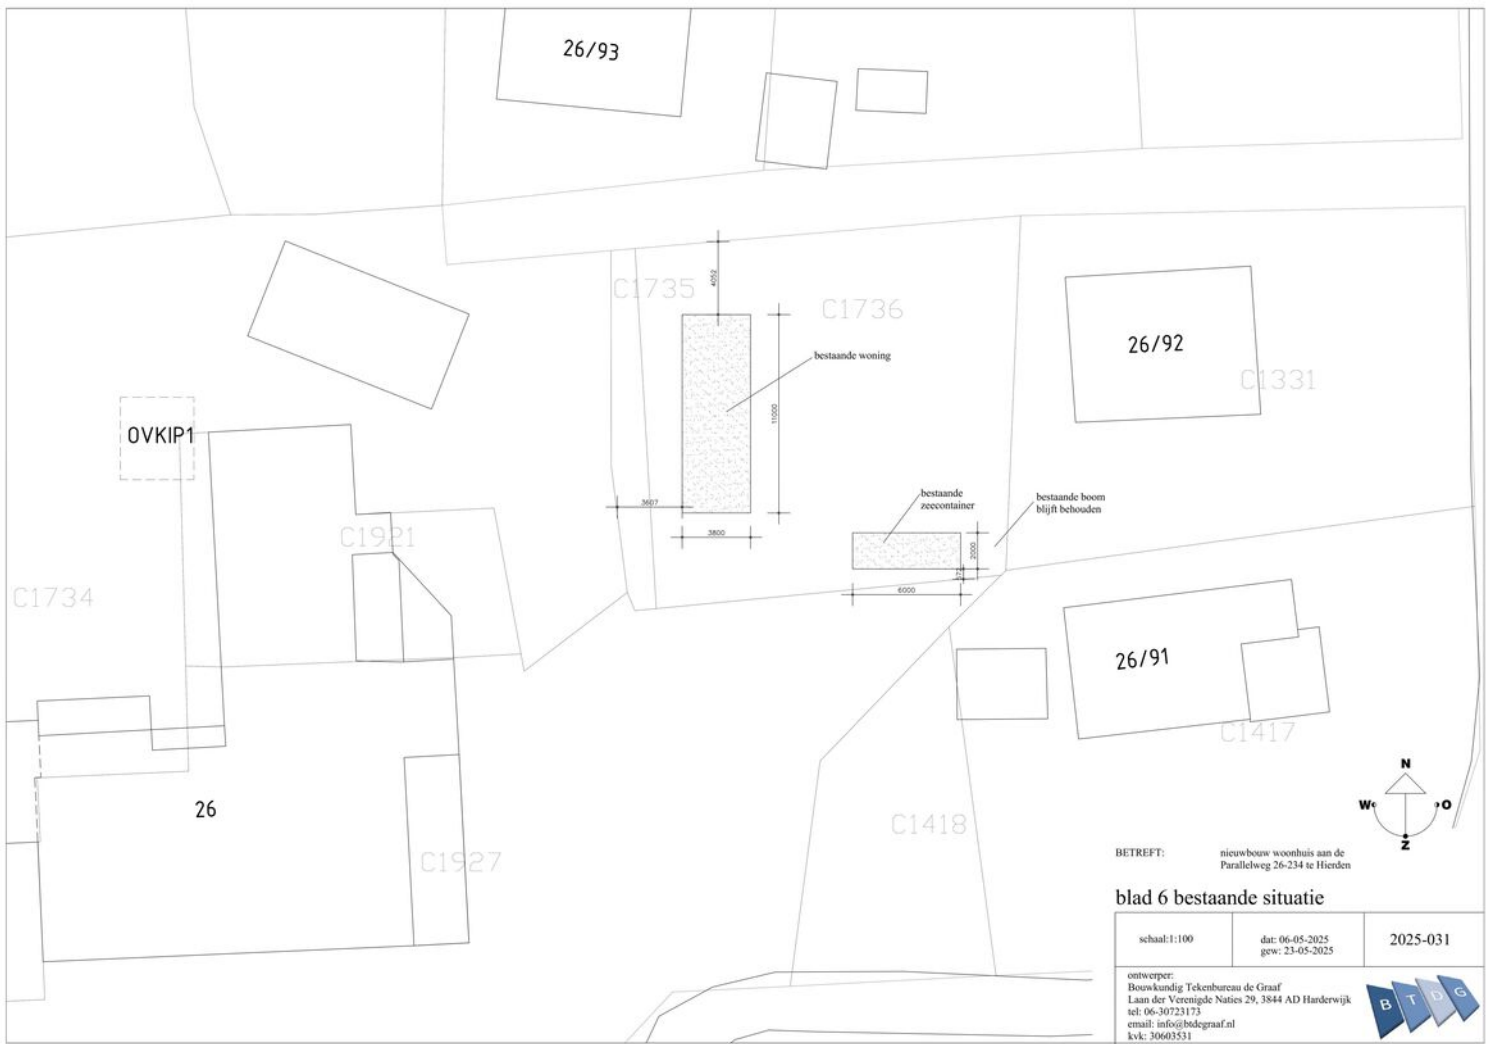 26/93
C1735
4052
C1736
26/92
bestaande woning
C1331
11000
OVKIP1
bestaande
zeecontainer
bestaande boom
blijft behouden
3607
3800
C1921
2000
6000
C1734
26/91
C1417
N
W
O
Z
26
C1418
C1927
BETREFT:
nieuwbouw woonhuis aan de
Parallelweg 26-234 te Hierden
blad 6 bestaande situatie
schaal:1:100
dat: 06-05-2025
gew: 23-05-2025
2025-031
ontwerper:
Bouwkundig Tekenbureau de Graaf
Laan der Verenigde Naties 29, 3844 AD Harderwijk
tel: 06-30723173
email: info@btdegraaf.nl
kvk: 30603531
B T D G